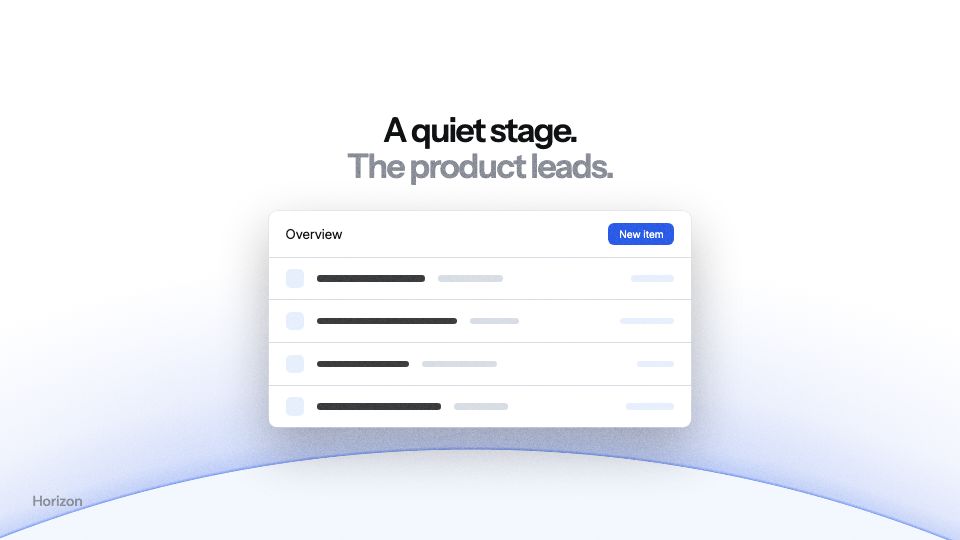 A quiet stage.
The product leads.
Overview
New item
Horizon